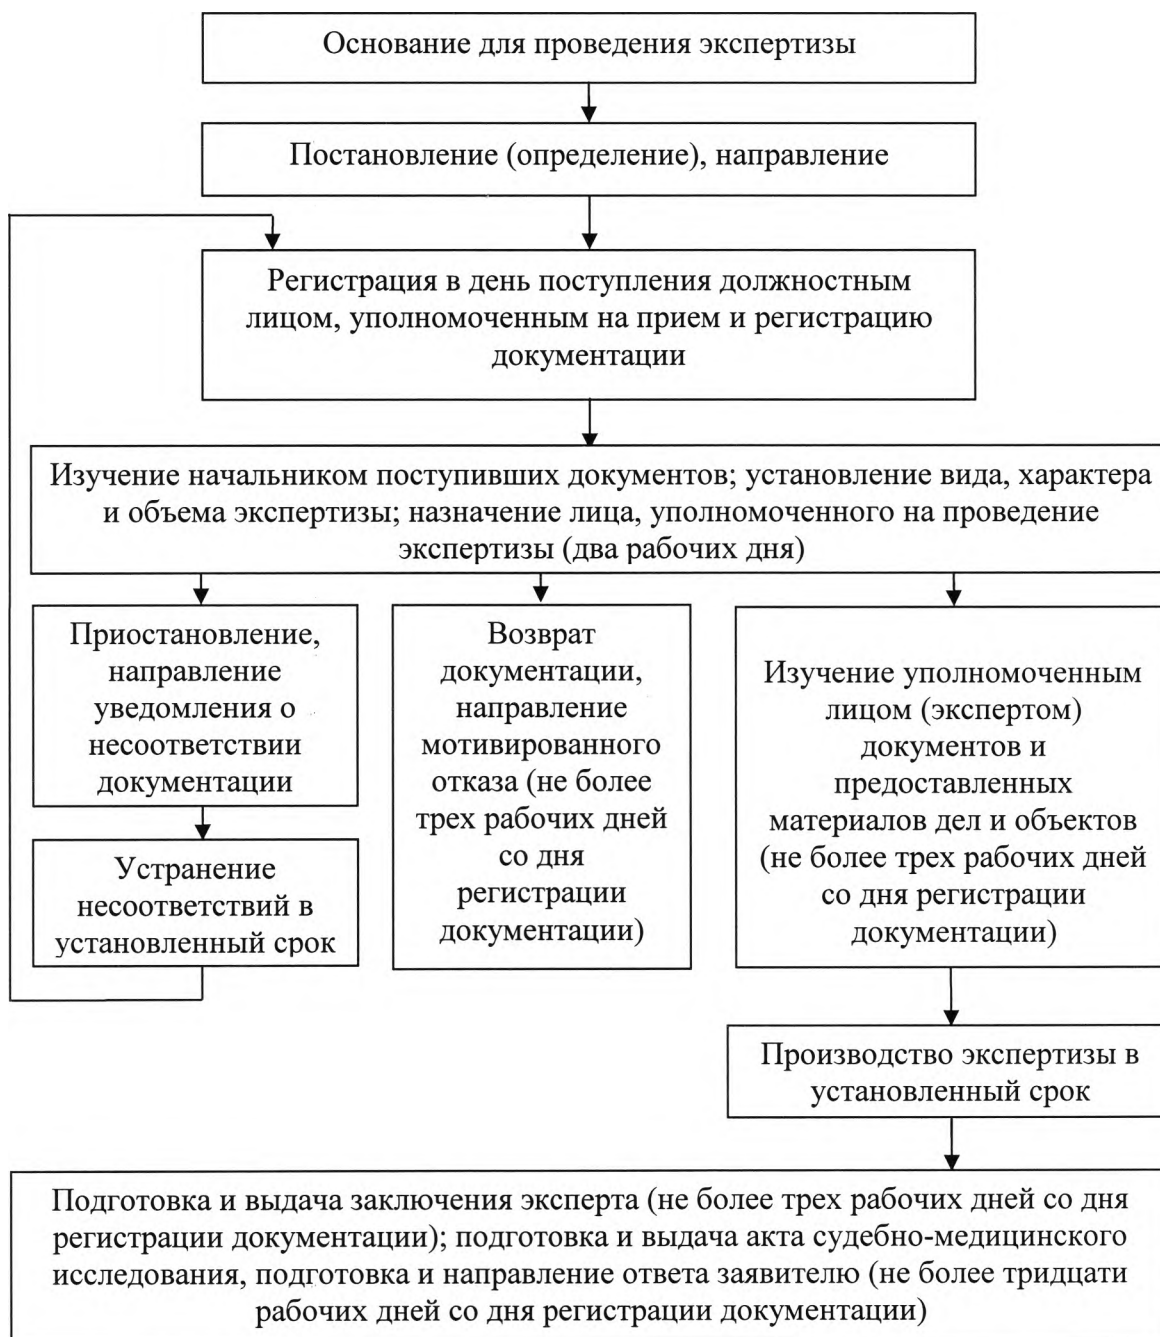 Основание для проведения экспертизы
Постановление (определение), направление
Регистрация в день поступления должностным
лицом, уполномоченным на прием и регистрацию
документации
Изучение начальником поступивших документов; установление вида, характера
и объема экспертизы; назначение лица, уполномоченного на проведение
экспертизы (два рабочих дня)
Приостановление,
направление
уведомления о
несоответствии
документации
Устранение
несоответствий в
установленный срок
Возврат
документации,
направление
мотивированного
отказа (не более
трех рабочих дней
со дня
регистрации
документации)
Изучение уполномоченным
лицом (экспертом)
документов и
предоставленных
материалов дел и объектов
(не более трех рабочих дней
со дня регистрации
документации)
Производство экспертизы в
установленный срок
Подготовка и выдача заключения эксперта (не более трех рабочих дней со дня
регистрации документации); подготовка и выдача акта судебно-медицинского
исследования, подготовка и направление ответа заявителю (не более тридцати
рабочих дней со дня регистрации документации)